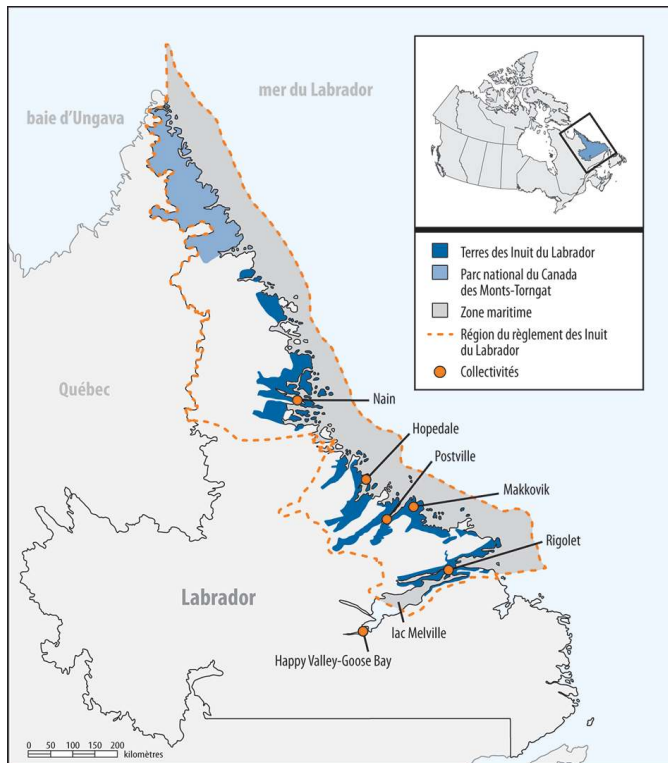 mer du Labrador
baie d'Ungava
Terres des Inuit du Labrador
Parc national du Canada
des Monts-Torngat
Zone maritime
Région du règlement des Inuit
du Labrador
Collectivités
Québec
Nain
Hopedale
Postville
Makkovik
Rigolet
Labrador
lac Melville
Happy Valley-Goose Bay
0 50 100 150 200
kilomètres